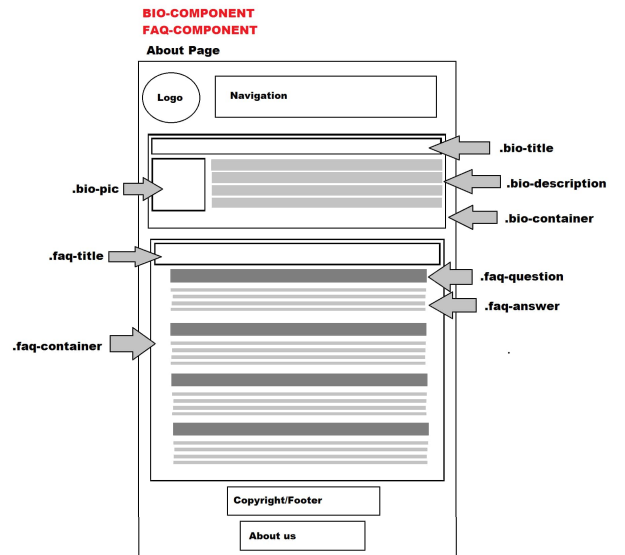 BIO-COMPONENT
FAQ-COMPONENT
About Page
Logo
Navigation
.bio-title
.bio-pic
.bio-description
.bio-container
.faq-title
.faq-question
.faq-answer
.faq-container
Copyright/Footer
About us